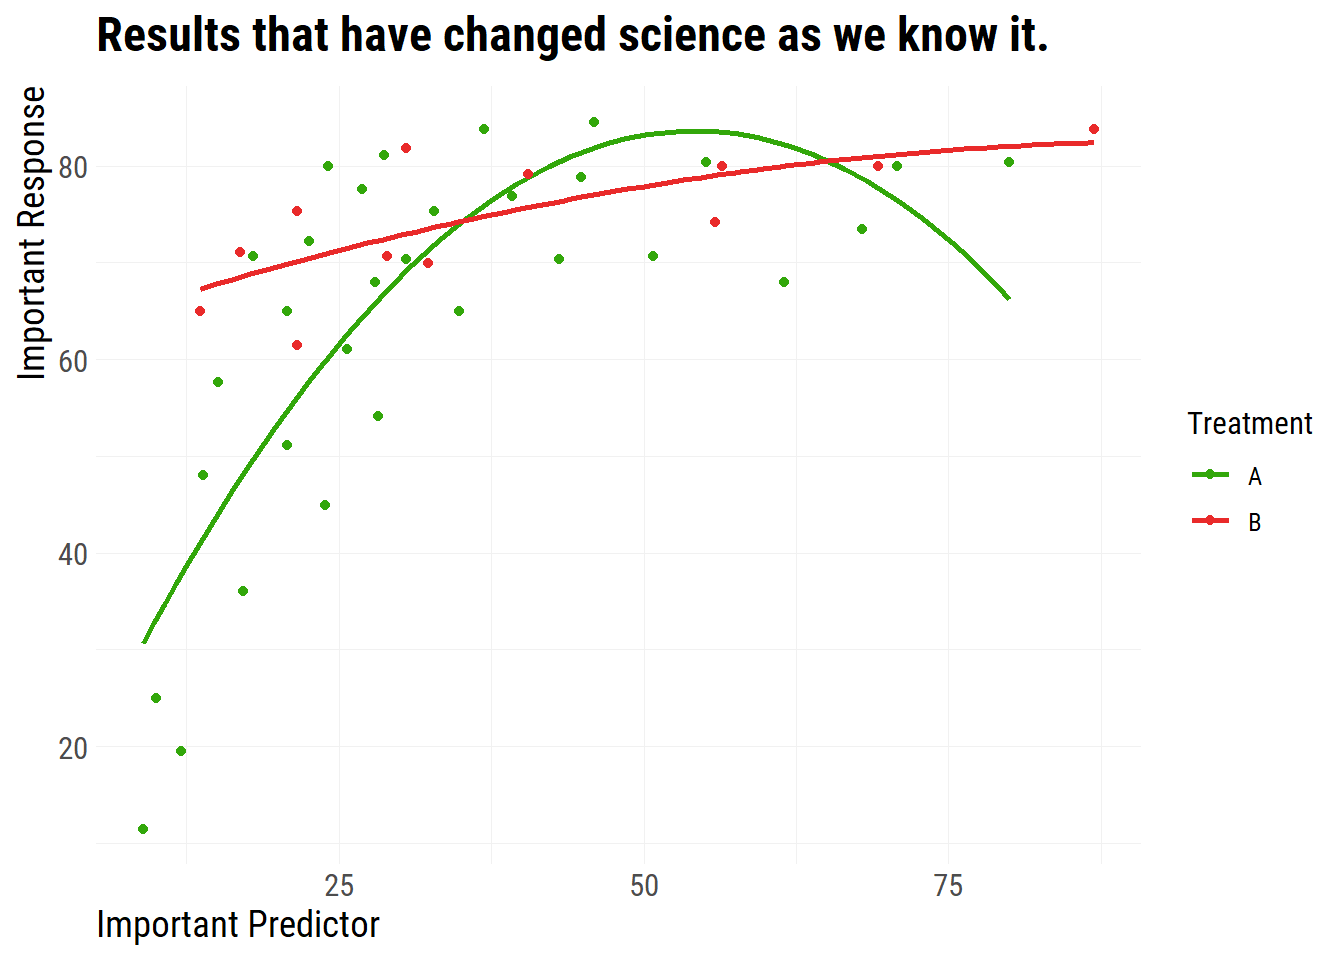 Results that have changed science as we know it.
Important Response
80
60
40
20
25 50 75
Important Predictor
Treatment
A
B